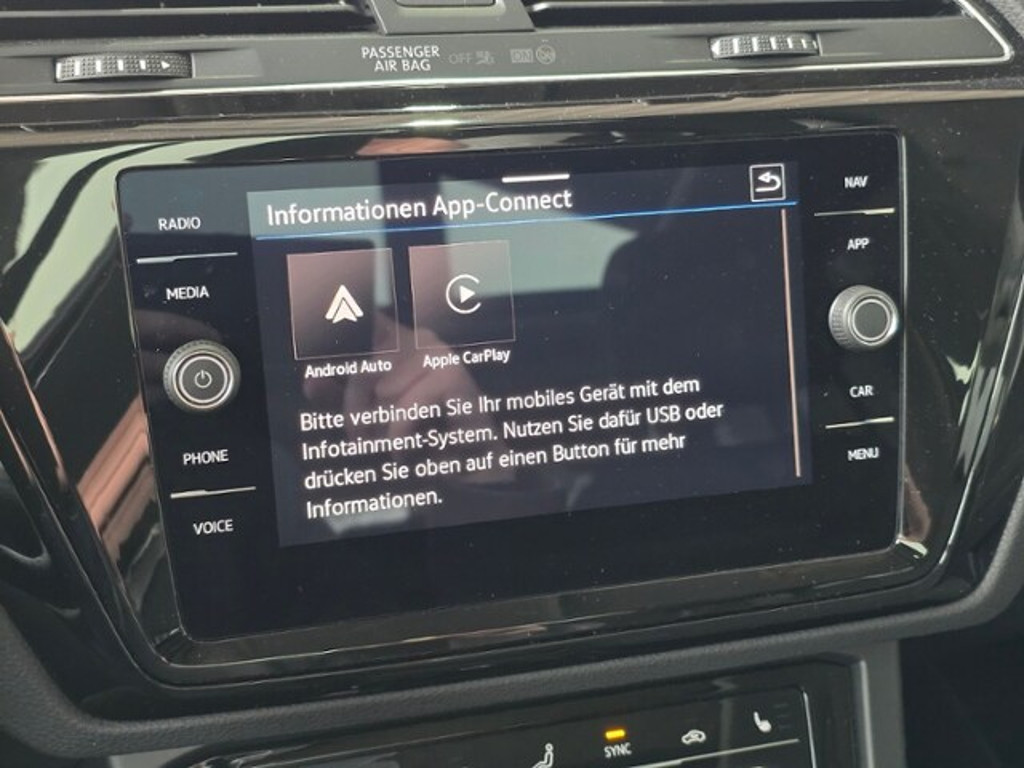 PASSENGER
AIR BAG
OFF
RADIO
MEDIA
PHONE
VOICE
Informationen App-Connect
Android Auto
Apple CarPlay
Bitte verbinden Sie Ihr mobiles Gerät mit dem
Infotainment-System. Nutzen Sie dafür USB oder
drücken Sie oben auf einen Button für mehr
Informationen.
NAV
APP
CAR
MENU
SYNC